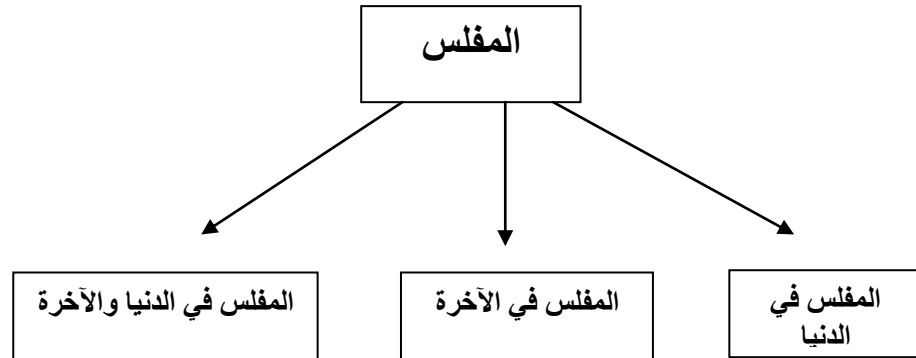 المفلس
المفلس في
الدنيا
المفلس في الآخرة
المفلس في الدنيا والآخرة